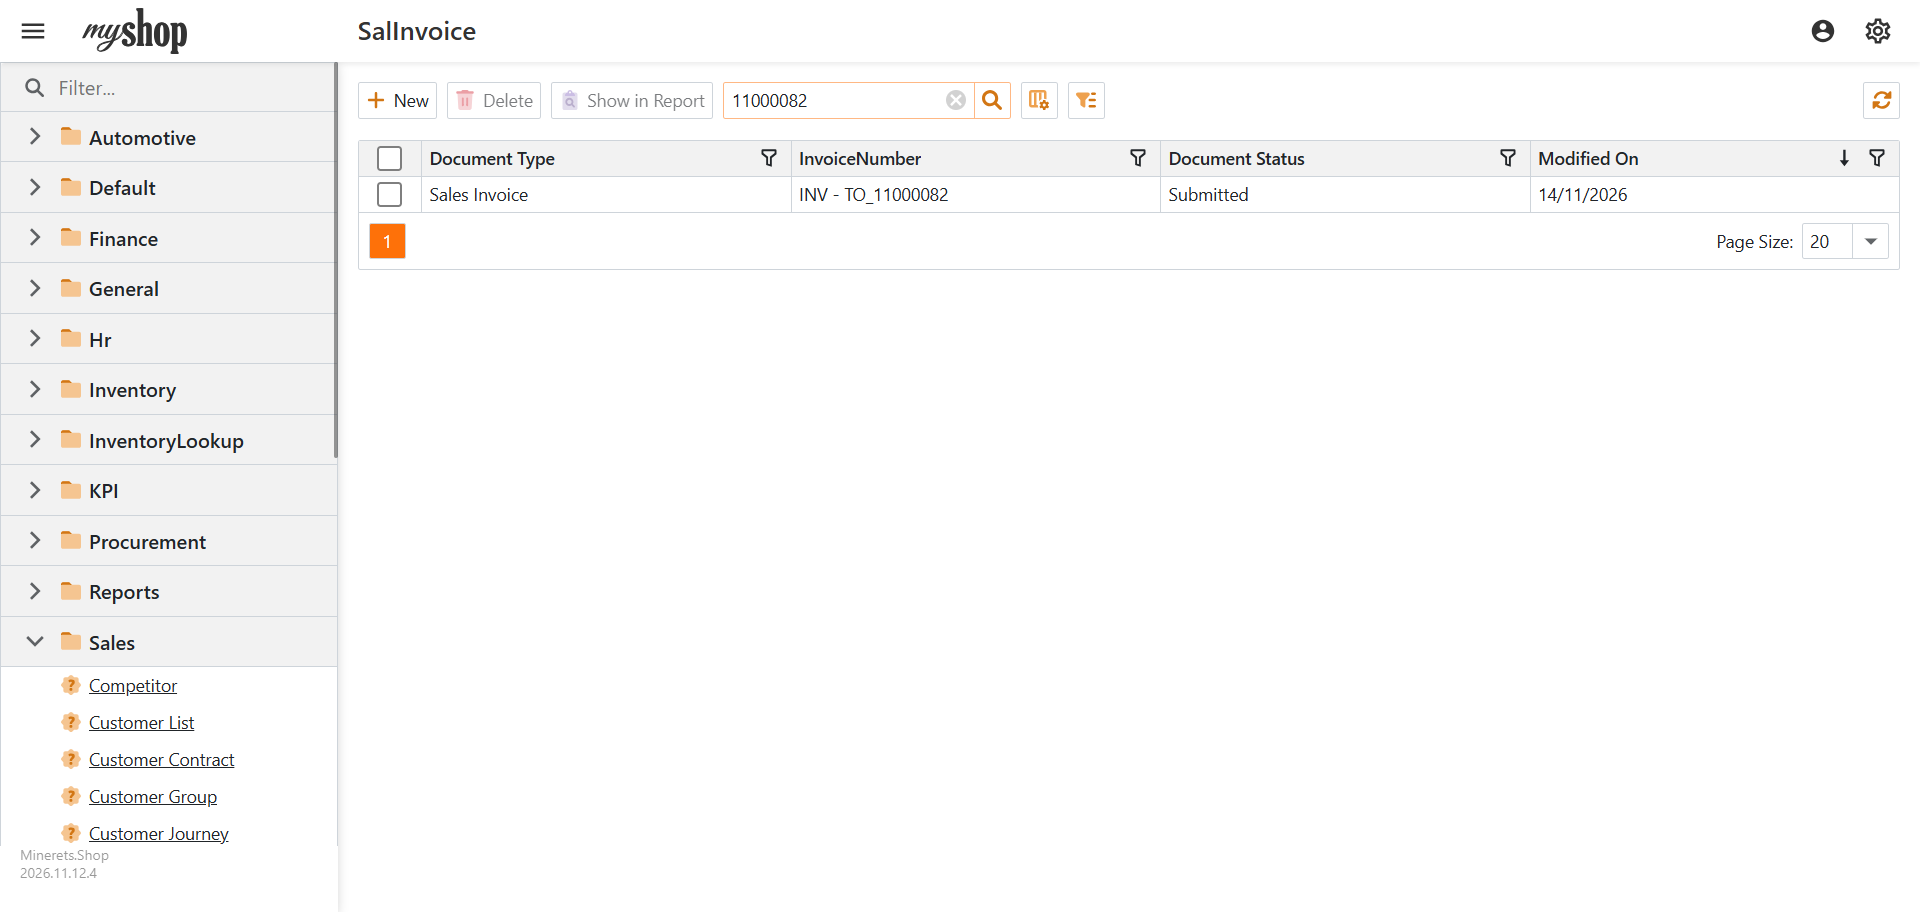 myshop
SalInvoice
Filter...
New
Delete
Show in Report
11000082
Document Type
InvoiceNumber
Document Status
Modified On
Sales Invoice
INV - TO_11000082
Submitted
14/11/2026
1
Page Size:
20
Automotive
Default
Finance
General
Hr
Inventory
InventoryLookup
KPI
Procurement
Reports
Sales
Competitor
Customer List
Customer Contract
Customer Group
Customer Journey
Minerets.Shop
2026.11.12.4